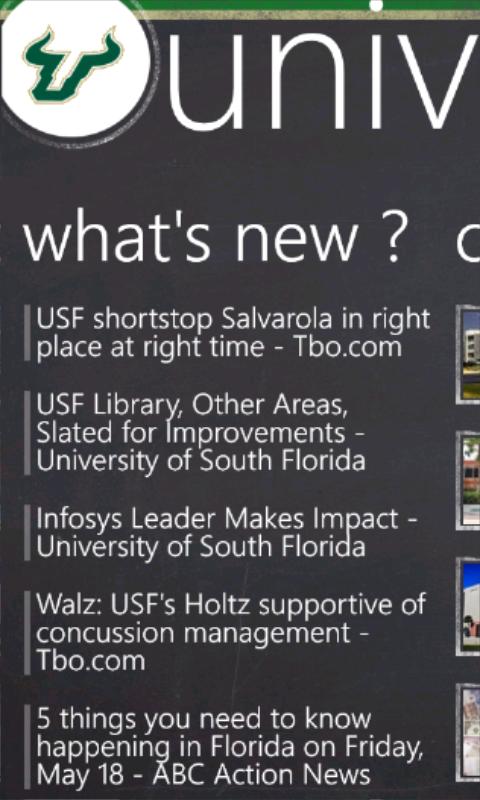 univ
what's new ?
USF shortstop Salvarola in right
place at right time - Tbo.com
USF Library, Other Areas,
Slated for Improvements -
University of South Florida
Infosys Leader Makes Impact -
University of South Florida
Walz: USF's Holtz supportive of
concussion management -
Tbo.com
5 things you need to know
happening in Florida on Friday,
May 18 - ABC Action News